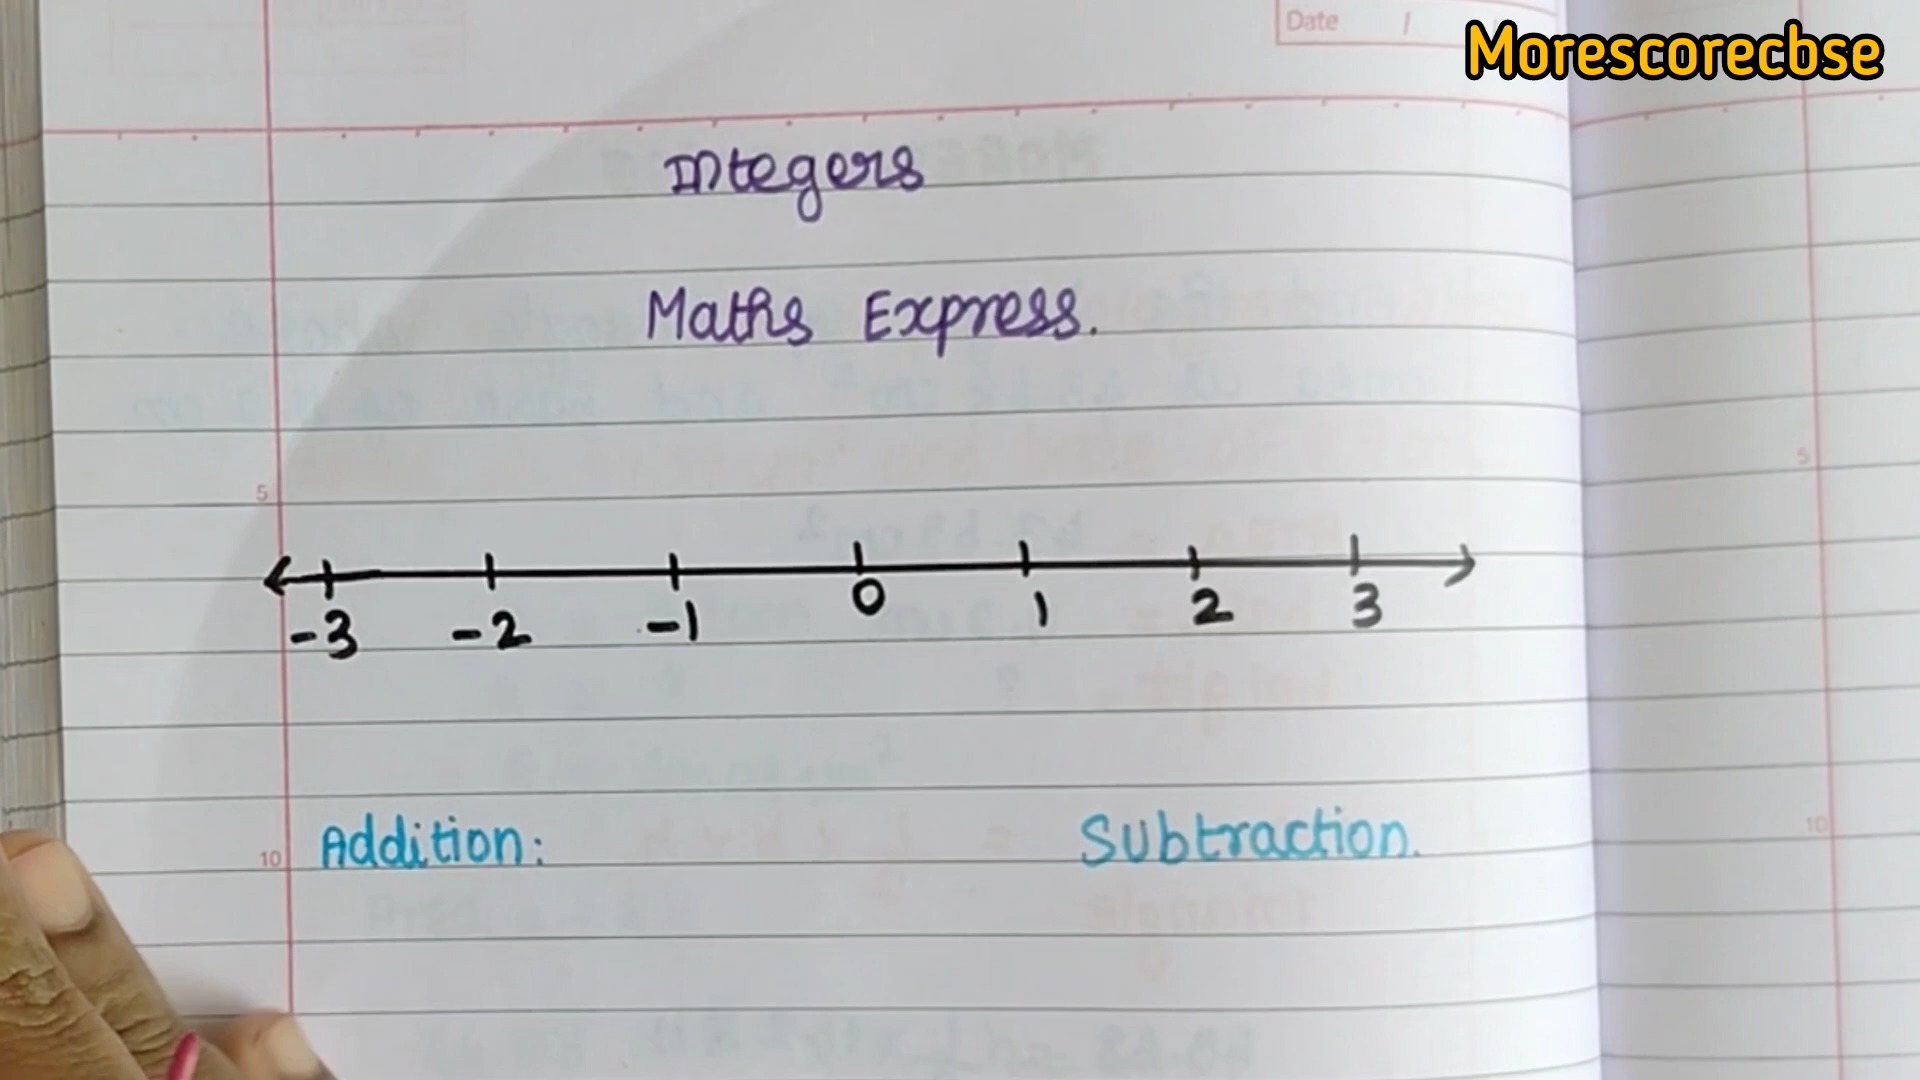 Date / Morescorecbse
Integers
Maths Express.
5 5
-3 -2 -1 0 1 2 3
10 Addition: Subtraction. 10